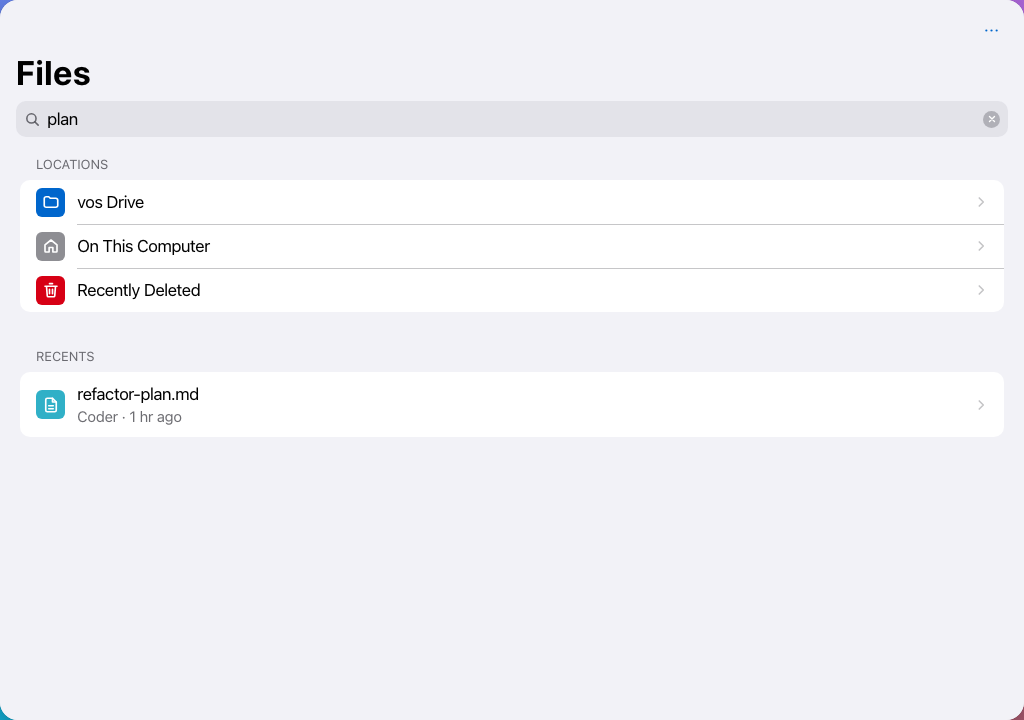 Files
plan
LOCATIONS
vos Drive
On This Computer
Recently Deleted
RECENTS
refactor-plan.md
Coder · 1 hr ago